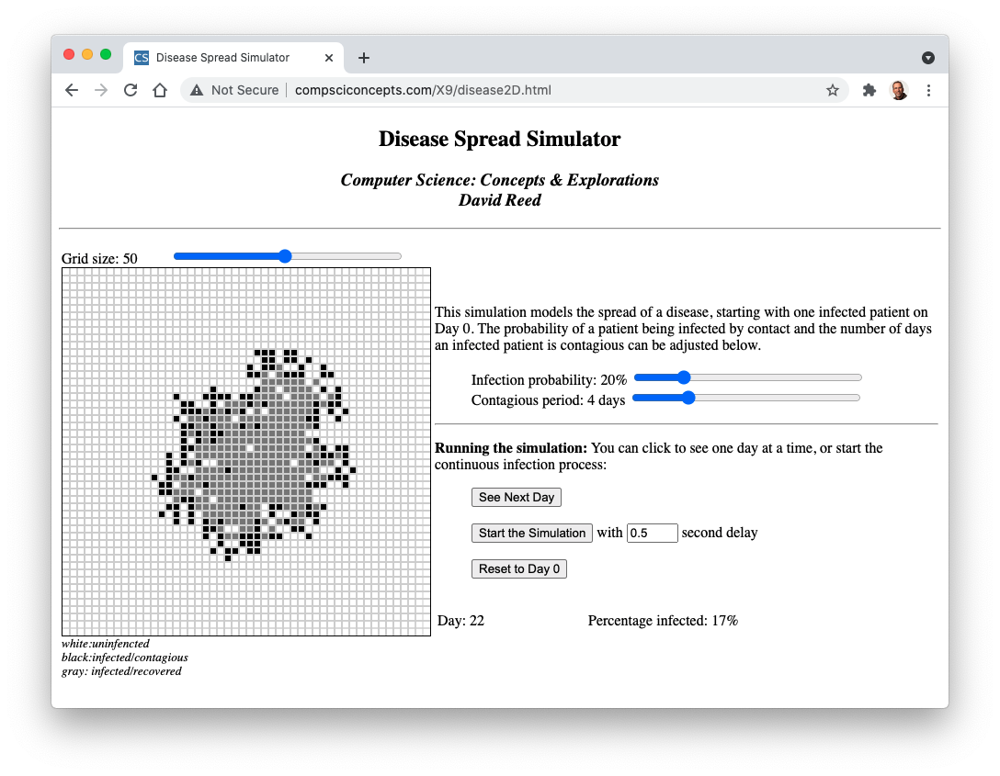 CS Disease Spread Simulator
Not Secure compsciconcepts.com/X9/disease2D.html
Disease Spread Simulator
Computer Science: Concepts & Explorations
David Reed
Grid size: 50
This simulation models the spread of a disease, starting with one infected patient on
Day 0. The probability of a patient being infected by contact and the number of days
an infected patient is contagious can be adjusted below.
Infection probability: 20%
Contagious period: 4 days
Running the simulation: You can click to see one day at a time, or start the
continuous infection process:
See Next Day
Start the Simulation with 0.5 second delay
Reset to Day 0
Day: 22 Percentage infected: 17%
white:uninfencted
black:infected/contagious
gray: infected/recovered